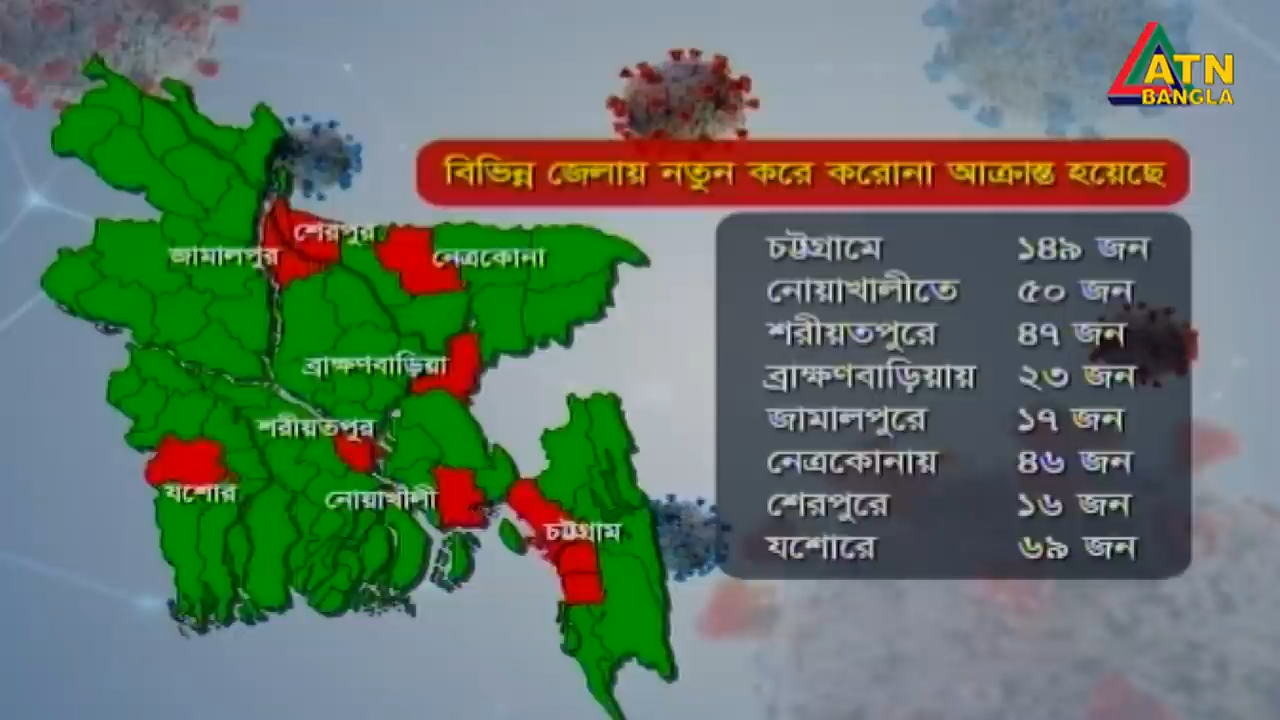 ATN
BANGLA
বিভিন্ন জেলায় নতুন করে করোনা আক্রান্ত হয়েছে
চট্টগ্রামে ১৪৯ জন
নোয়াখালীতে ৫০ জন
শরীয়তপুরে ৪৭ জন
ব্রাক্ষণবাড়িয়ায় ২৩ জন
জামালপুরে ১৭ জন
নেত্রকোনায় ৪৬ জন
শেরপুরে ১৬ জন
যশোরে ৬৯ জন
শেরপুর
জামালপুর
নেত্রকোনা
ব্রাক্ষণবাড়িয়া
শরীয়তপুর
যশোর
নোয়াখালী
চট্টগ্রাম